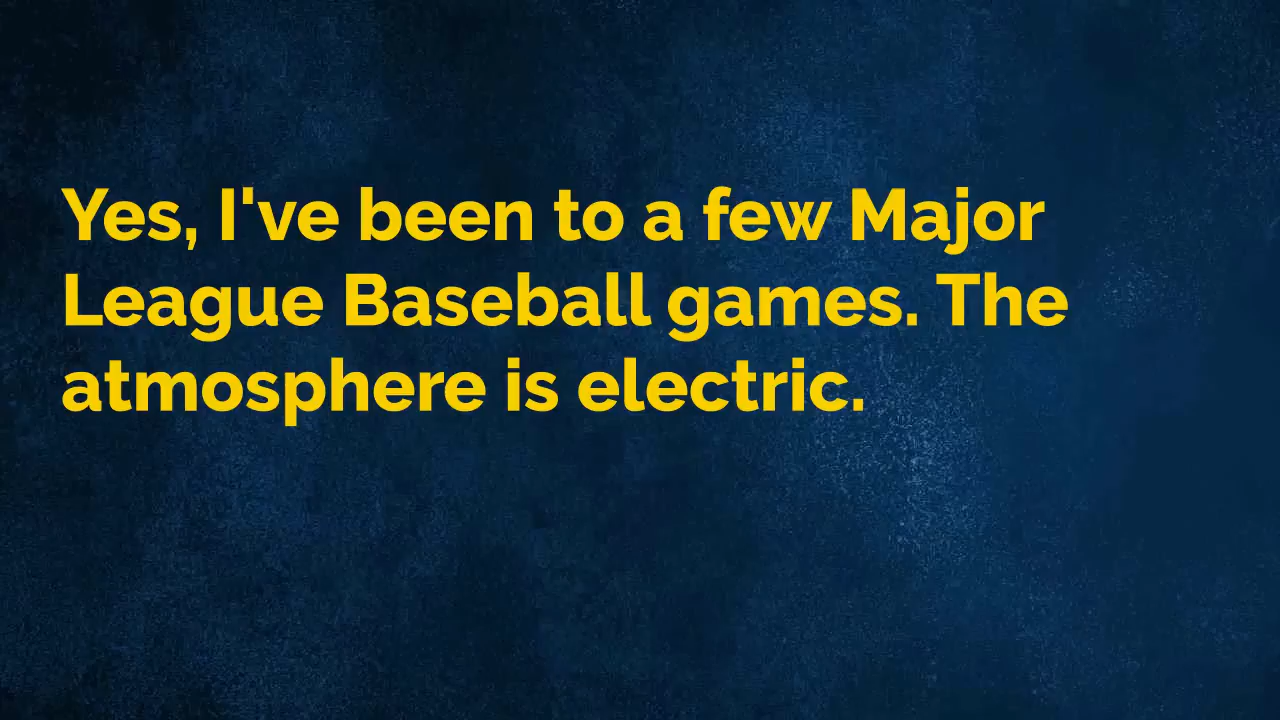 Yes, I've been to a few Major
League Baseball games. The
atmosphere is electric.